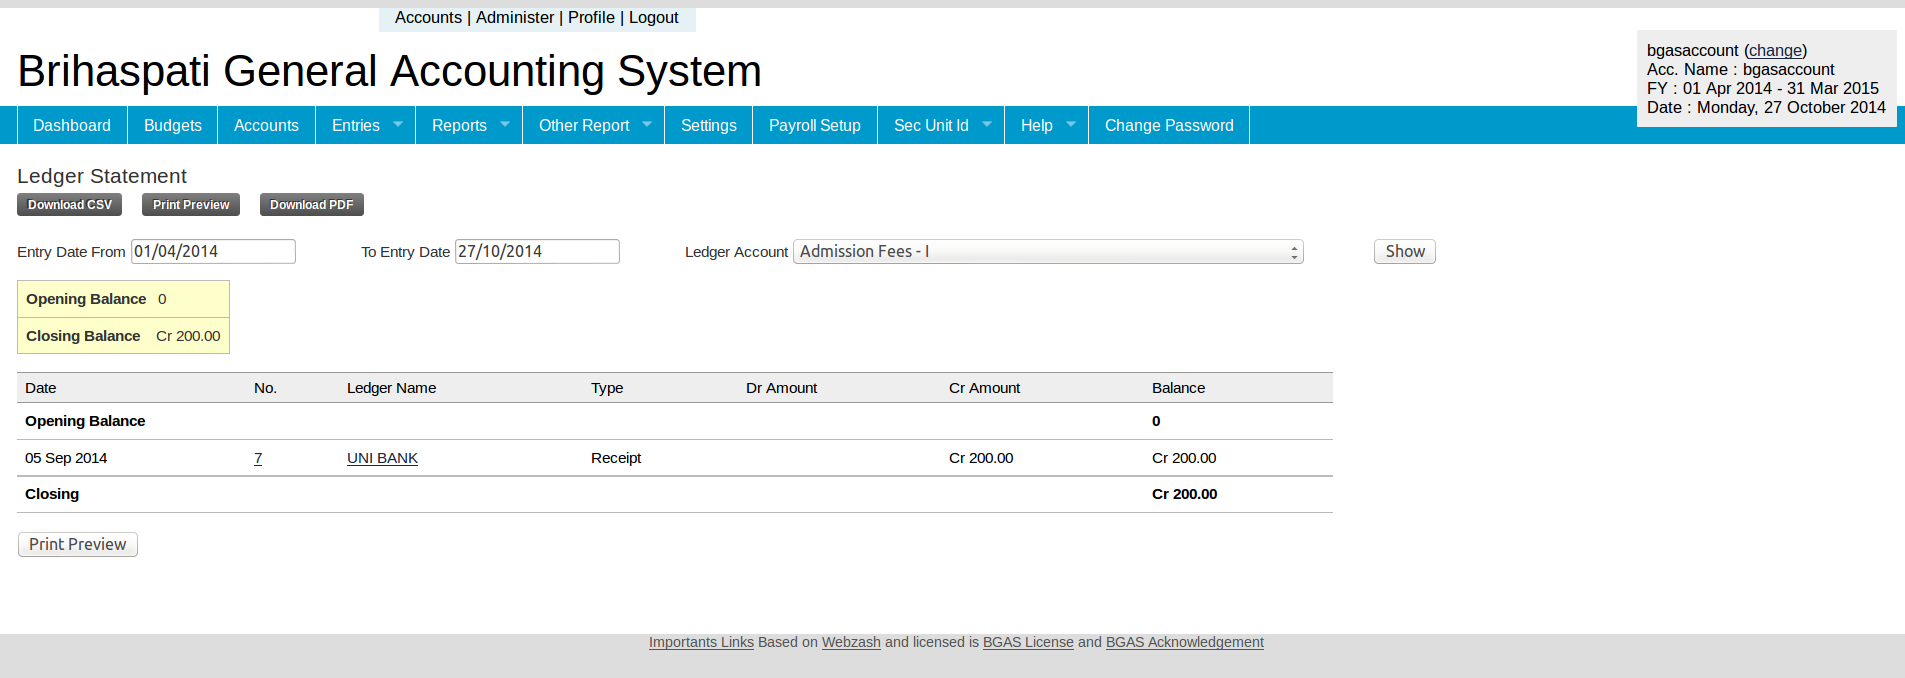 Accounts | Administer | Profile | Logout
Brihaspati General Accounting System
bgasaccount (change)
Acc. Name : bgasaccount
FY : 01 Apr 2014 - 31 Mar 2015
Date : Monday, 27 October 2014
Dashboard Budgets Accounts Entries Reports Other Report Settings Payroll Setup Sec Unit Id Help Change Password
Ledger Statement
Download CSV Print Preview Download PDF
Entry Date From 01/04/2014 To Entry Date 27/10/2014 Ledger Account Admission Fees - I Show
Opening Balance 0
Closing Balance Cr 200.00
Date No. Ledger Name Type Dr Amount Cr Amount Balance
Opening Balance 0
05 Sep 2014 7 UNI BANK Receipt Cr 200.00 Cr 200.00
Closing Cr 200.00
Print Preview
Importants Links Based on Webzash and licensed is BGAS License and BGAS Acknowledgement